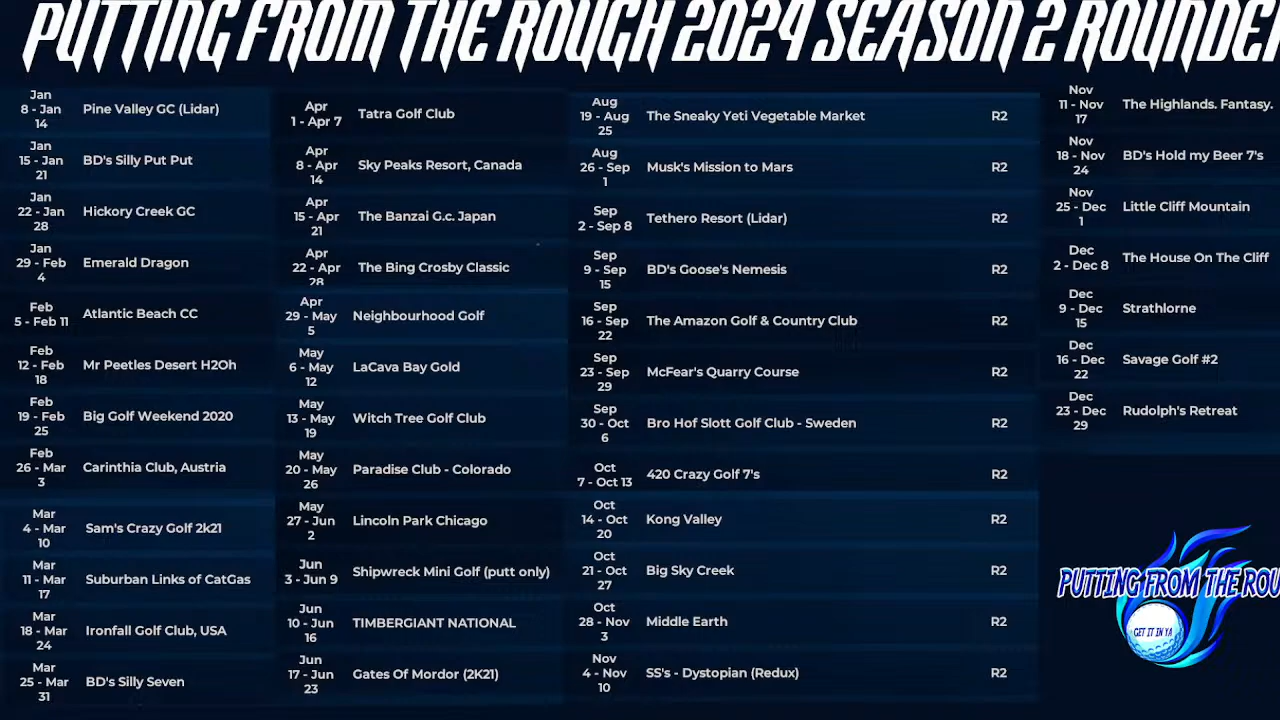 PUTTING FROM THE ROUGH 2024 SEASON 2 ROUNDER
Jan
8 - Jan
14
Pine Valley GC (Lidar)
Jan
15 - Jan
21
BD's Silly Put Put
Jan
22 - Jan
28
Hickory Creek GC
Jan
29 - Feb
4
Emerald Dragon
Feb
5 - Feb 11
Atlantic Beach CC
Feb
12 - Feb
18
Mr Peetles Desert H2Oh
Feb
19 - Feb
25
Big Golf Weekend 2020
Feb
26 - Mar
3
Carinthia Club, Austria
Mar
4 - Mar
10
Sam's Crazy Golf 2k21
Mar
11 - Mar
17
Suburban Links of CatGas
Mar
18 - Mar
24
Ironfall Golf Club, USA
Mar
25 - Mar
31
BD's Silly Seven
Apr
1 - Apr 7
Tatra Golf Club
Apr
8 - Apr
14
Sky Peaks Resort, Canada
Apr
15 - Apr
21
The Banzai G.c. Japan
Apr
22 - Apr
28
The Bing Crosby Classic
Apr
29 - May
5
Neighbourhood Golf
May
6 - May
12
LaCava Bay Gold
May
13 - May
19
Witch Tree Golf Club
May
20 - May
26
Paradise Club - Colorado
May
27 - Jun
2
Lincoln Park Chicago
Jun
3 - Jun 9
Shipwreck Mini Golf (putt only)
Jun
10 - Jun
16
TIMBERGIANT NATIONAL
Jun
17 - Jun
23
Gates Of Mordor (2K21)
Aug
19 - Aug
25
The Sneaky Yeti Vegetable Market R2
Aug
26 - Sep
1
Musk's Mission to Mars R2
Sep
2 - Sep 8
Tethero Resort (Lidar) R2
Sep
9 - Sep
15
BD's Goose's Nemesis R2
Sep
16 - Sep
22
The Amazon Golf & Country Club R2
Sep
23 - Sep
29
McFear's Quarry Course R2
Sep
30 - Oct
6
Bro Hof Slott Golf Club - Sweden R2
Oct
7 - Oct 13
420 Crazy Golf 7's R2
Oct
14 - Oct
20
Kong Valley R2
Oct
21 - Oct
27
Big Sky Creek R2
Oct
28 - Nov
3
Middle Earth R2
Nov
4 - Nov
10
SS's - Dystopian (Redux) R2
Nov
11 - Nov
17
The Highlands. Fantasy.
Nov
18 - Nov
24
BD's Hold my Beer 7's
Nov
25 - Dec
1
Little Cliff Mountain
Dec
2 - Dec 8
The House On The Cliff
Dec
9 - Dec
15
Strathlorne
Dec
16 - Dec
22
Savage Golf #2
Dec
23 - Dec
29
Rudolph's Retreat
PUTTING FROM THE ROU
GET IT IN YA